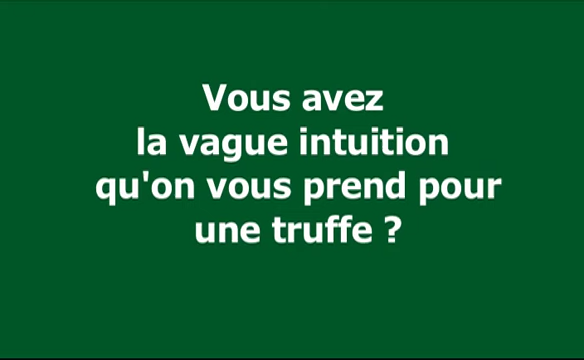 Vous avez
la vague intuition
qu'on vous prend pour
une truffe ?